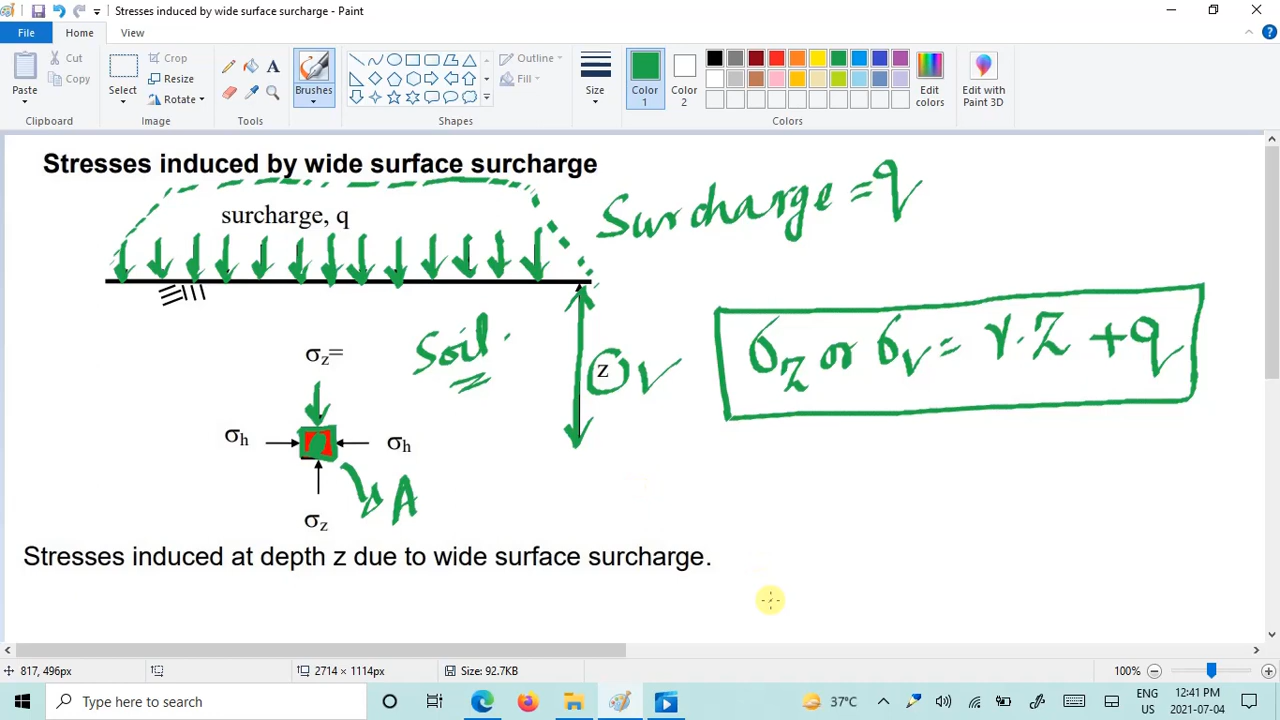 Stresses induced by wide surface surcharge - Paint
File
Home
View
Paste
Cut
Copy
Clipboard
Select
Crop
Resize
Rotate
Image
Tools
Brushes
Outline
Fill
Shapes
Size
Color 1
Color 2
Edit colors
Edit with Paint 3D
Colors
Stresses induced by wide surface surcharge
surcharge, q
Surcharge = q
Soil
σz=
z
σz or σv = γ.z + q
σh
σh
A
σz
Stresses induced at depth z due to wide surface surcharge.
817, 496px
2714 × 1114px
Size: 92.7KB
100%
Type here to search
37°C
ENG
US
12:41 PM
2021-07-04